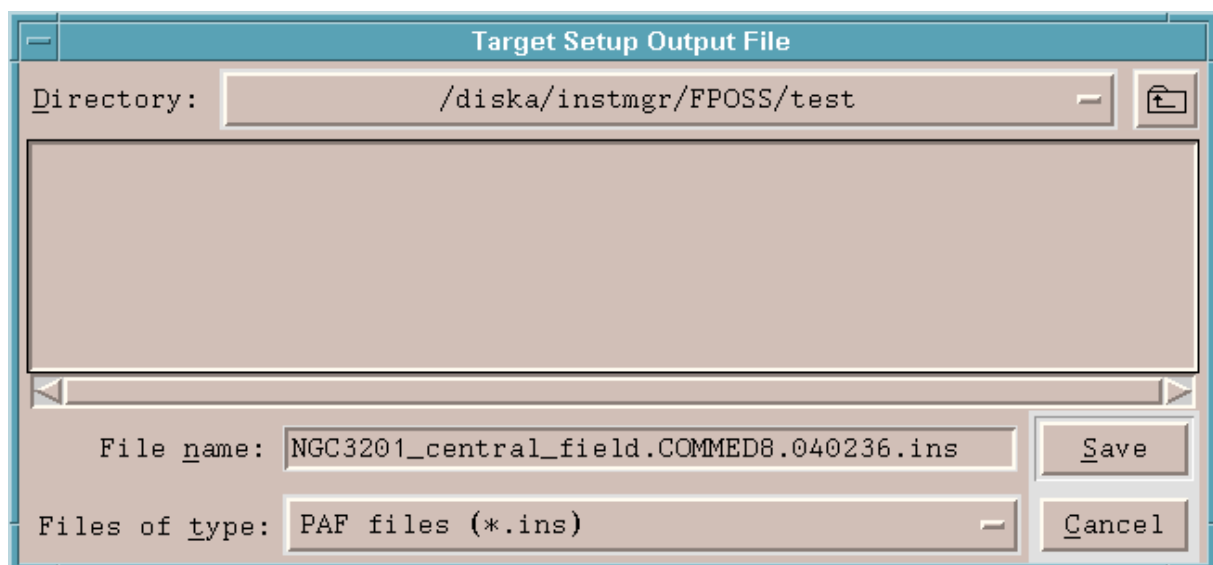 Target Setup Output File
Directory: /diska/instmgr/FPOSS/test
File name: NGC3201_central_field.COMMED8.040236.ins Save
Files of type: PAF files (*.ins) Cancel